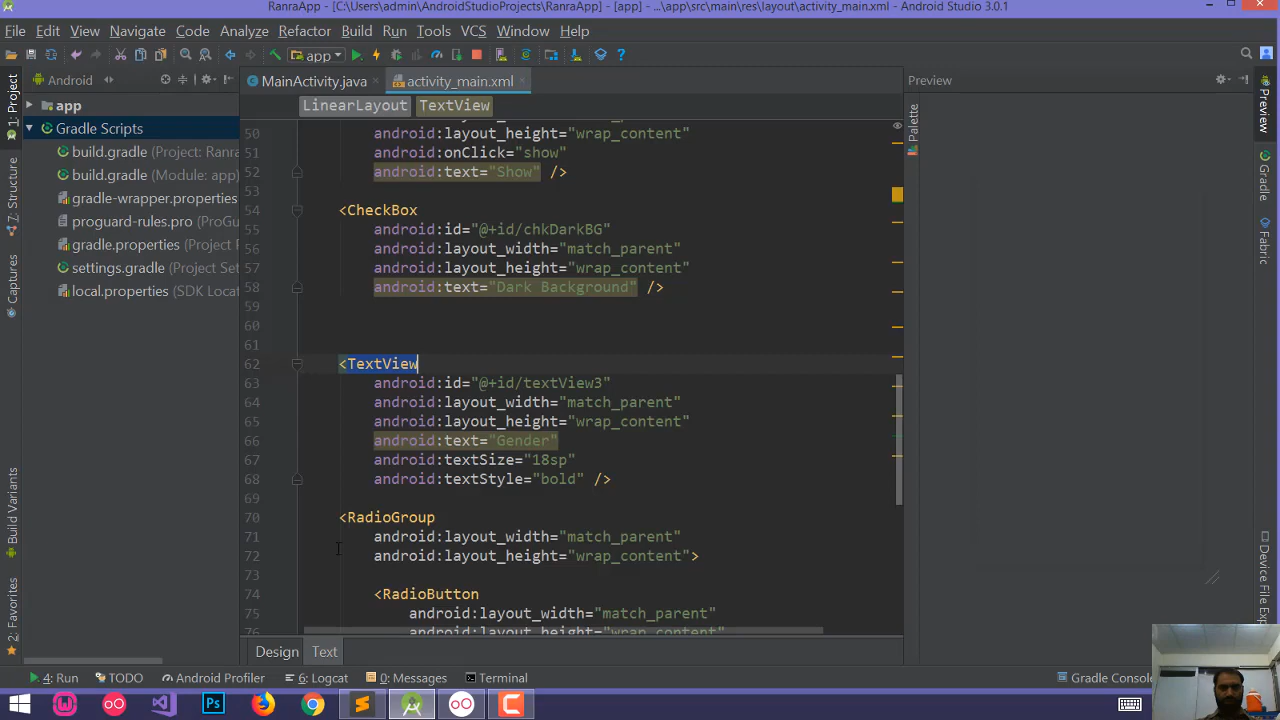 RanraApp - [C:\Users\admin\AndroidStudioProjects\RanraApp] - [app] - ...\app\src\main\res\layout\activity_main.xml - Android Studio 3.0.1
File Edit View Navigate Code Analyze Refactor Build Run Tools VCS Window Help
app
Android
MainActivity.java
activity_main.xml
Preview
LinearLayout
TextView
1: Project
7: Structure
Captures
Build Variants
2: Favorites
app
Gradle Scripts
build.gradle (Project: Ranra
build.gradle (Module: app)
gradle-wrapper.properties
proguard-rules.pro (ProGu
gradle.properties (Project
settings.gradle (Project Set
local.properties (SDK Locat
50 android:layout_height="wrap_content"
51 android:onClick="show"
52 android:text="Show" />
53
54 <CheckBox
55 android:id="@+id/chkDarkBG"
56 android:layout_width="match_parent"
57 android:layout_height="wrap_content"
58 android:text="Dark Background" />
59
60
61
62 <TextView
63 android:id="@+id/textView3"
64 android:layout_width="match_parent"
65 android:layout_height="wrap_content"
66 android:text="Gender"
67 android:textSize="18sp"
68 android:textStyle="bold" />
69
70 <RadioGroup
71 android:layout_width="match_parent"
72 android:layout_height="wrap_content">
73
74 <RadioButton
75 android:layout_width="match_parent"
76 android:layout_height="wrap_content"
Palette
Preview
Gradle
Fabric
Device File Exp
Design Text
4: Run TODO Android Profiler 6: Logcat 0: Messages Terminal Gradle Console
Ps